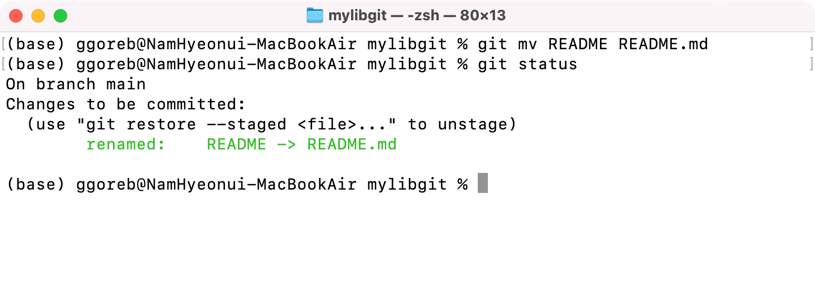 mylibgit — -zsh — 80×13
[(base) ggoreb@NamHyeonui-MacBookAir mylibgit % git mv README README.md ]
[(base) ggoreb@NamHyeonui-MacBookAir mylibgit % git status ]
On branch main
Changes to be committed:
  (use "git restore --staged <file>..." to unstage)
        renamed:    README -> README.md
(base) ggoreb@NamHyeonui-MacBookAir mylibgit %